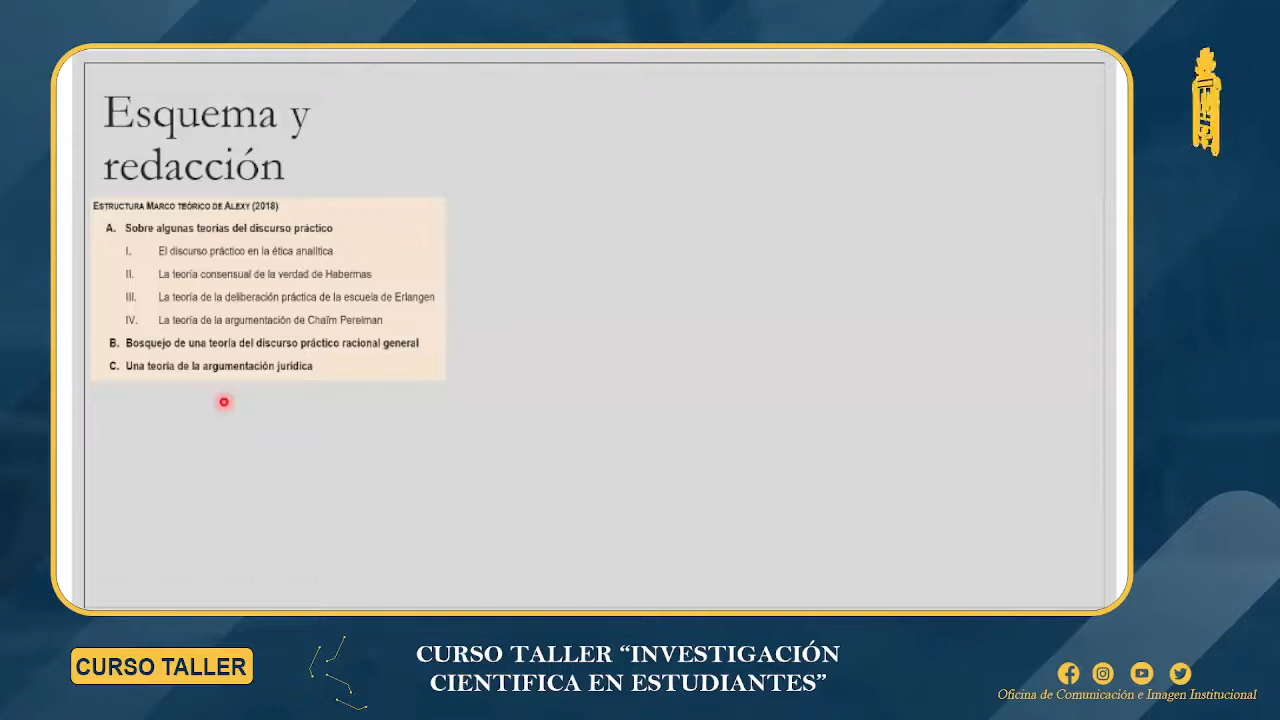 Esquema y
redacción
ESTRUCTURA MARCO TEÓRICO DE ALEXY (2018)
A. Sobre algunas teorías del discurso práctico
I. El discurso práctico en la ética analítica
II. La teoría consensual de la verdad de Habermas
III. La teoría de la deliberación práctica de la escuela de Erlangen
IV. La teoría de la argumentación de Chaïm Perelman
B. Bosquejo de una teoría del discurso práctico racional general
C. Una teoría de la argumentación jurídica
CURSO TALLER
CURSO TALLER “INVESTIGACIÓN
CIENTIFICA EN ESTUDIANTES”
Oficina de Comunicación e Imagen Institucional